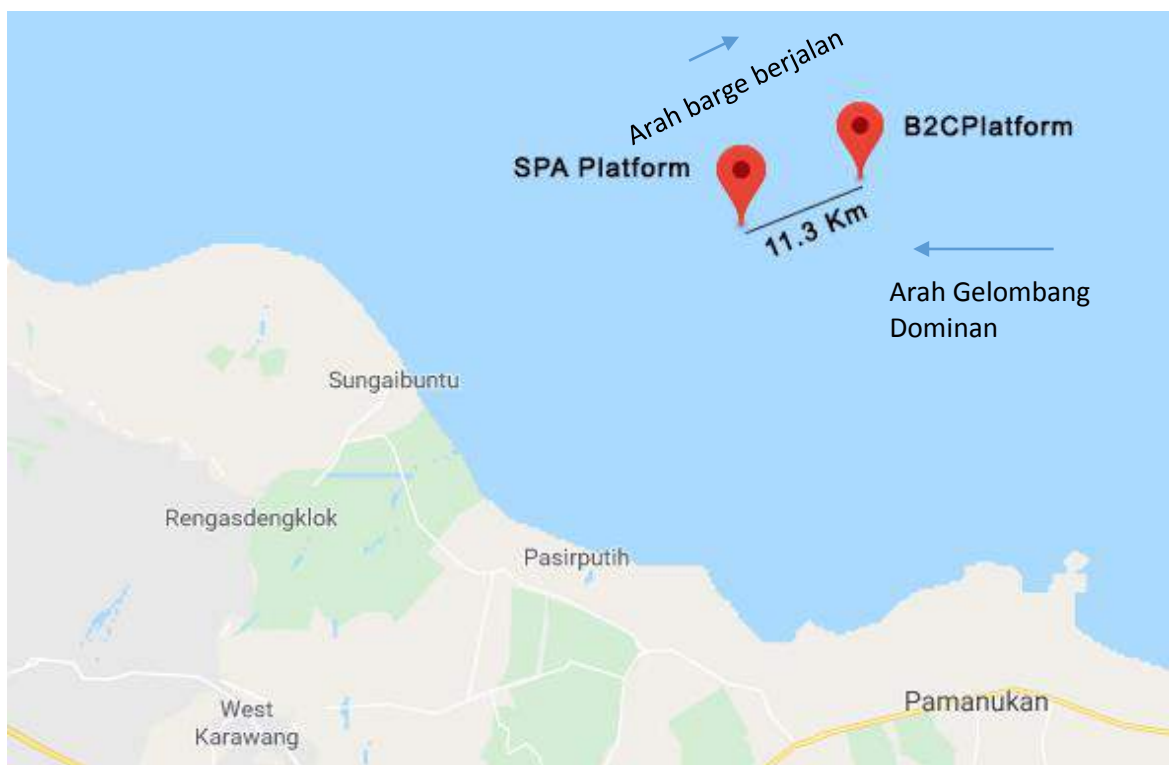 Arah barge berjalan
B2CPlatform
SPA Platform
11.3 Km
Arah Gelombang
Dominan
Sungaibuntu
Rengasdengklok
Pasirputih
West
Karawang
Pamanukan